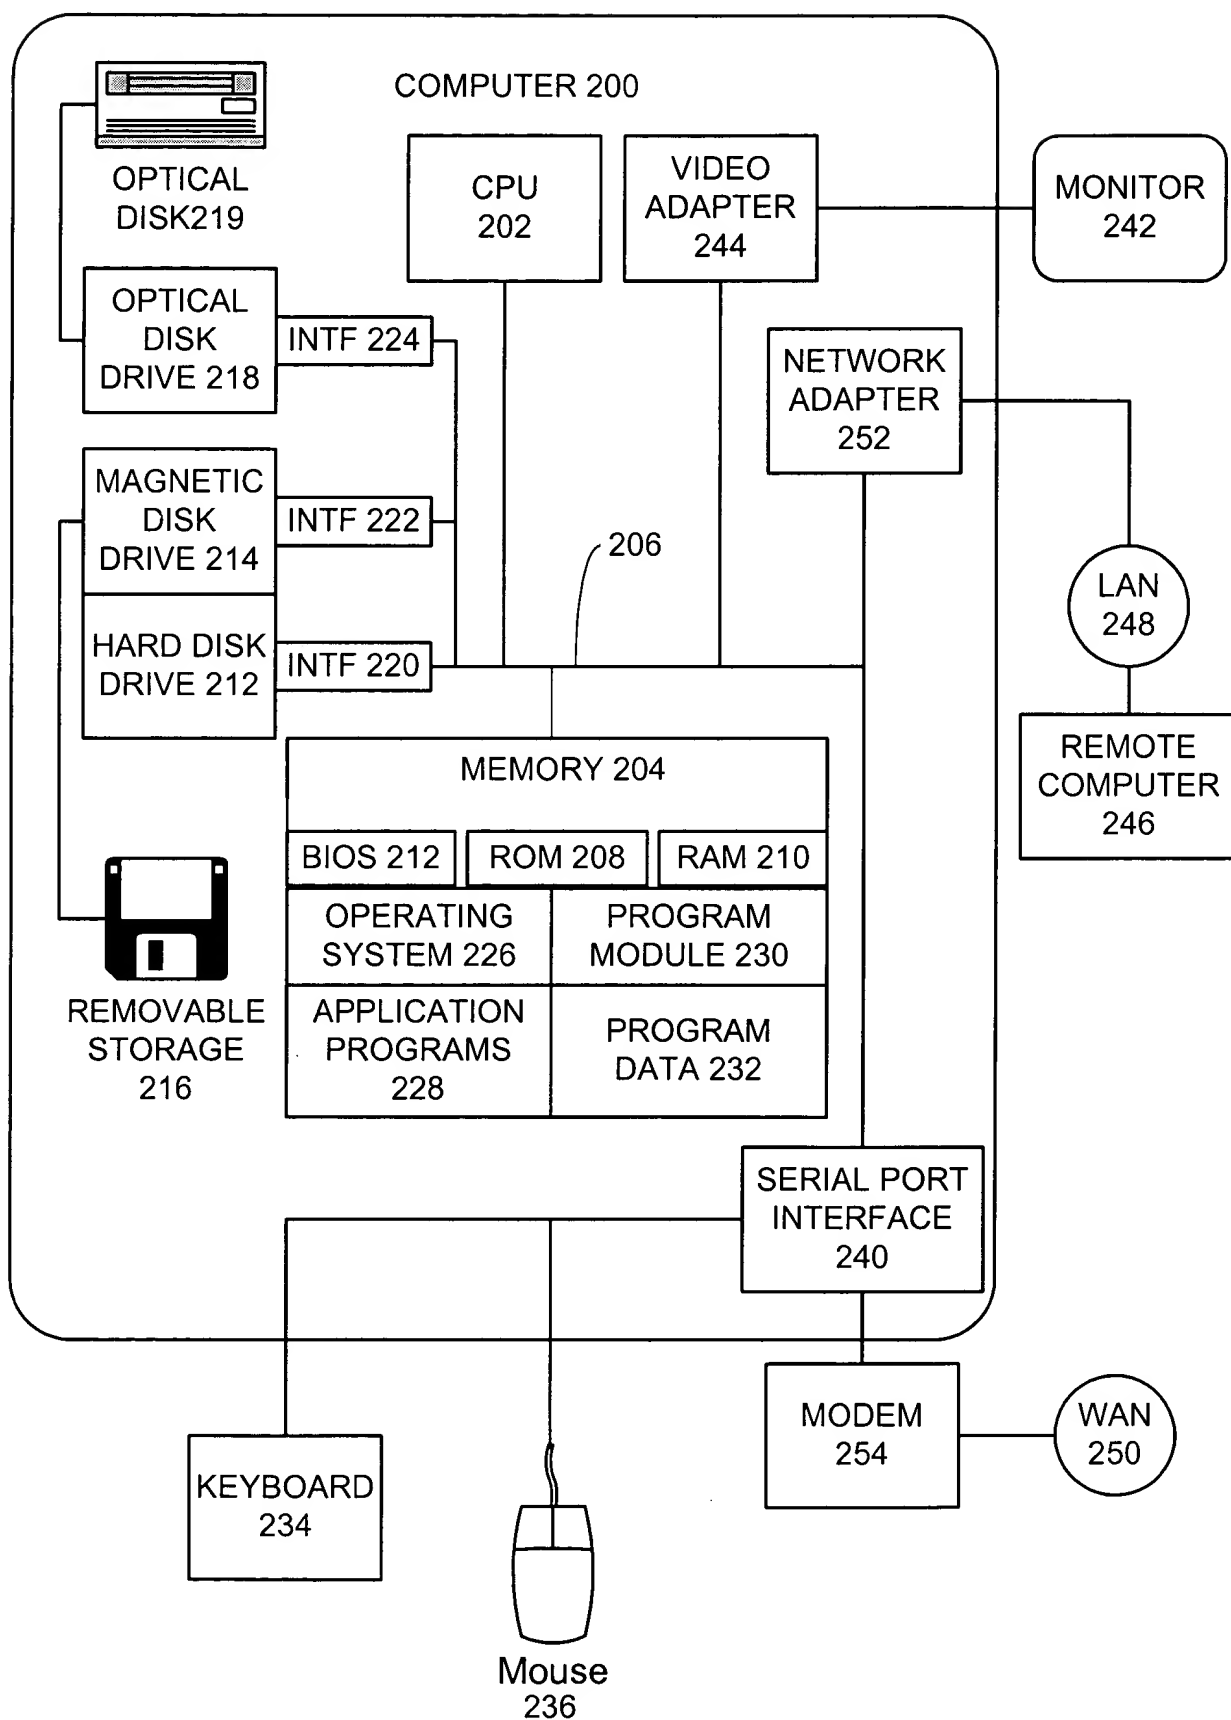 COMPUTER 200
OPTICAL
DISK219
CPU
202
VIDEO
ADAPTER
244
MONITOR
242
OPTICAL
DISK
DRIVE 218
INTF 224
NETWORK
ADAPTER
252
MAGNETIC
DISK
DRIVE 214
INTF 222
206
LAN
248
HARD DISK
DRIVE 212
INTF 220
REMOTE
COMPUTER
246
MEMORY 204
BIOS 212
ROM 208
RAM 210
OPERATING
SYSTEM 226
PROGRAM
MODULE 230
REMOVABLE
STORAGE
216
APPLICATION
PROGRAMS
228
PROGRAM
DATA 232
SERIAL PORT
INTERFACE
240
MODEM
254
WAN
250
KEYBOARD
234
Mouse
236